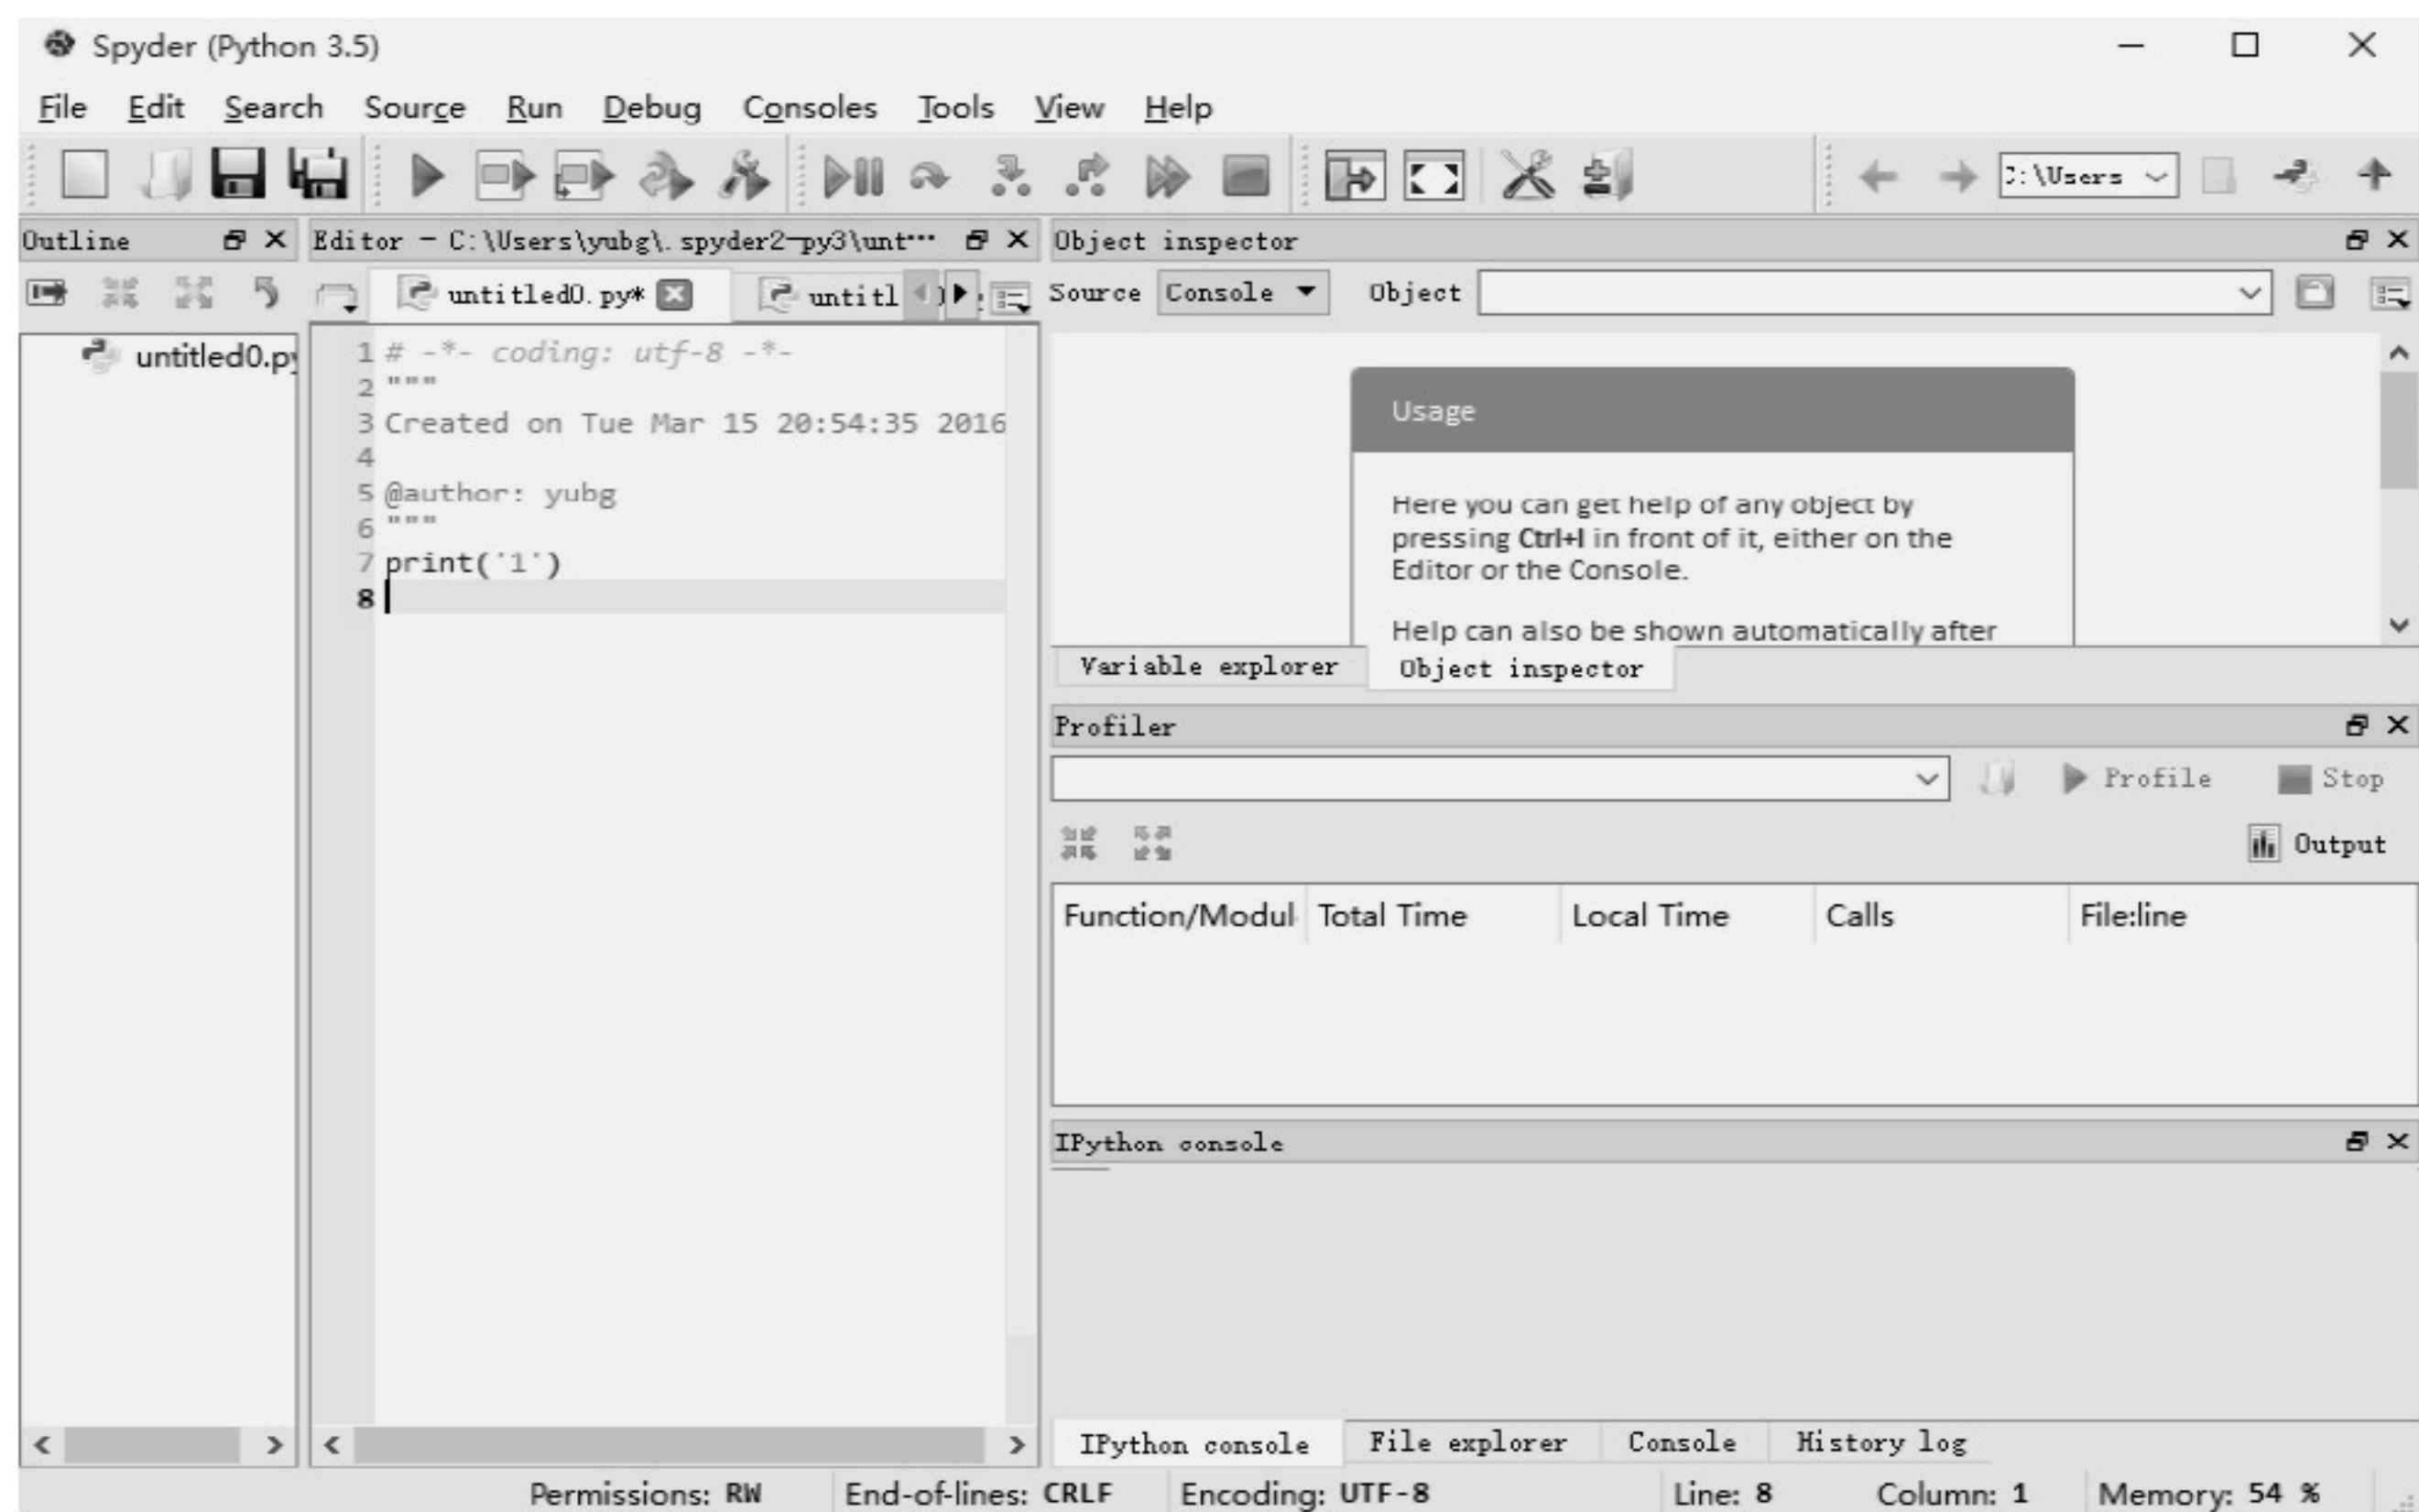 Spyder (Python 3.5)
File Edit Search Source Run Debug Consoles Tools View Help
C:\Users
Outline
untitled0.py
Editor - C:\Users\yubg\.spyder2-py3\unt...
untitled0.py* untitl
1 # -*- coding: utf-8 -*-
2 """
3 Created on Tue Mar 15 20:54:35 2016
4
5 @author: yubg
6 """
7 print('1')
8
Object inspector
Source Console Object
Usage
Here you can get help of any object by
pressing Ctrl+I in front of it, either on the
Editor or the Console.
Help can also be shown automatically after
Variable explorer Object inspector
Profiler
Profile Stop
Output
Function/Modul Total Time Local Time Calls File:line
IPython console
IPython console File explorer Console History log
Permissions: RW End-of-lines: CRLF Encoding: UTF-8 Line: 8 Column: 1 Memory: 54 %